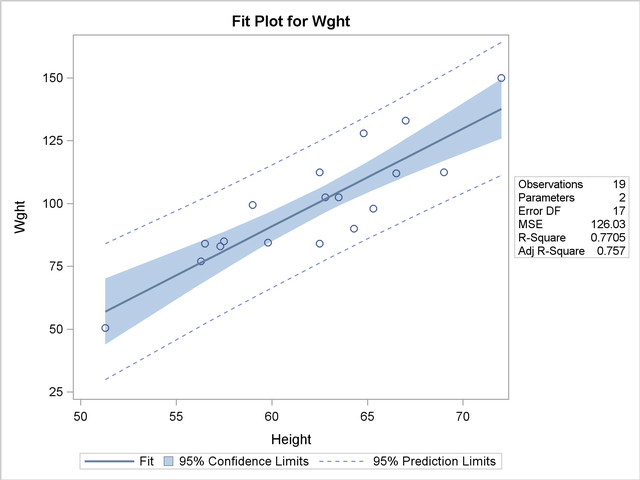 Fit Plot for Wght
150
125
100
75
50
25
Wght
50 55 60 65 70
Height
Fit 95% Confidence Limits 95% Prediction Limits
Observations 19
Parameters 2
Error DF 17
MSE 126.03
R-Square 0.7705
Adj R-Square 0.757